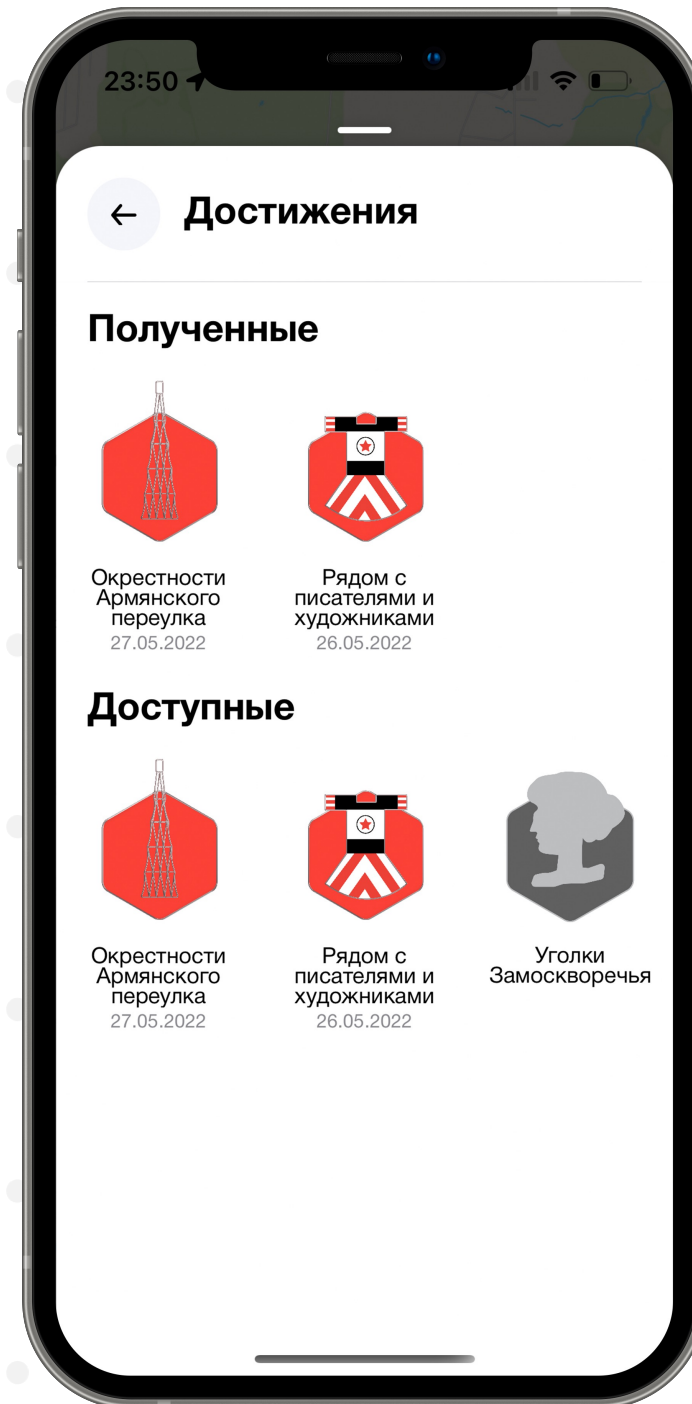 23:50
Достижения
Полученные
Окрестности
Армянского
переулка
27.05.2022
Рядом с
писателями и
художниками
26.05.2022
Доступные
Окрестности
Армянского
переулка
27.05.2022
Рядом с
писателями и
художниками
26.05.2022
Уголки
Замоскворечья